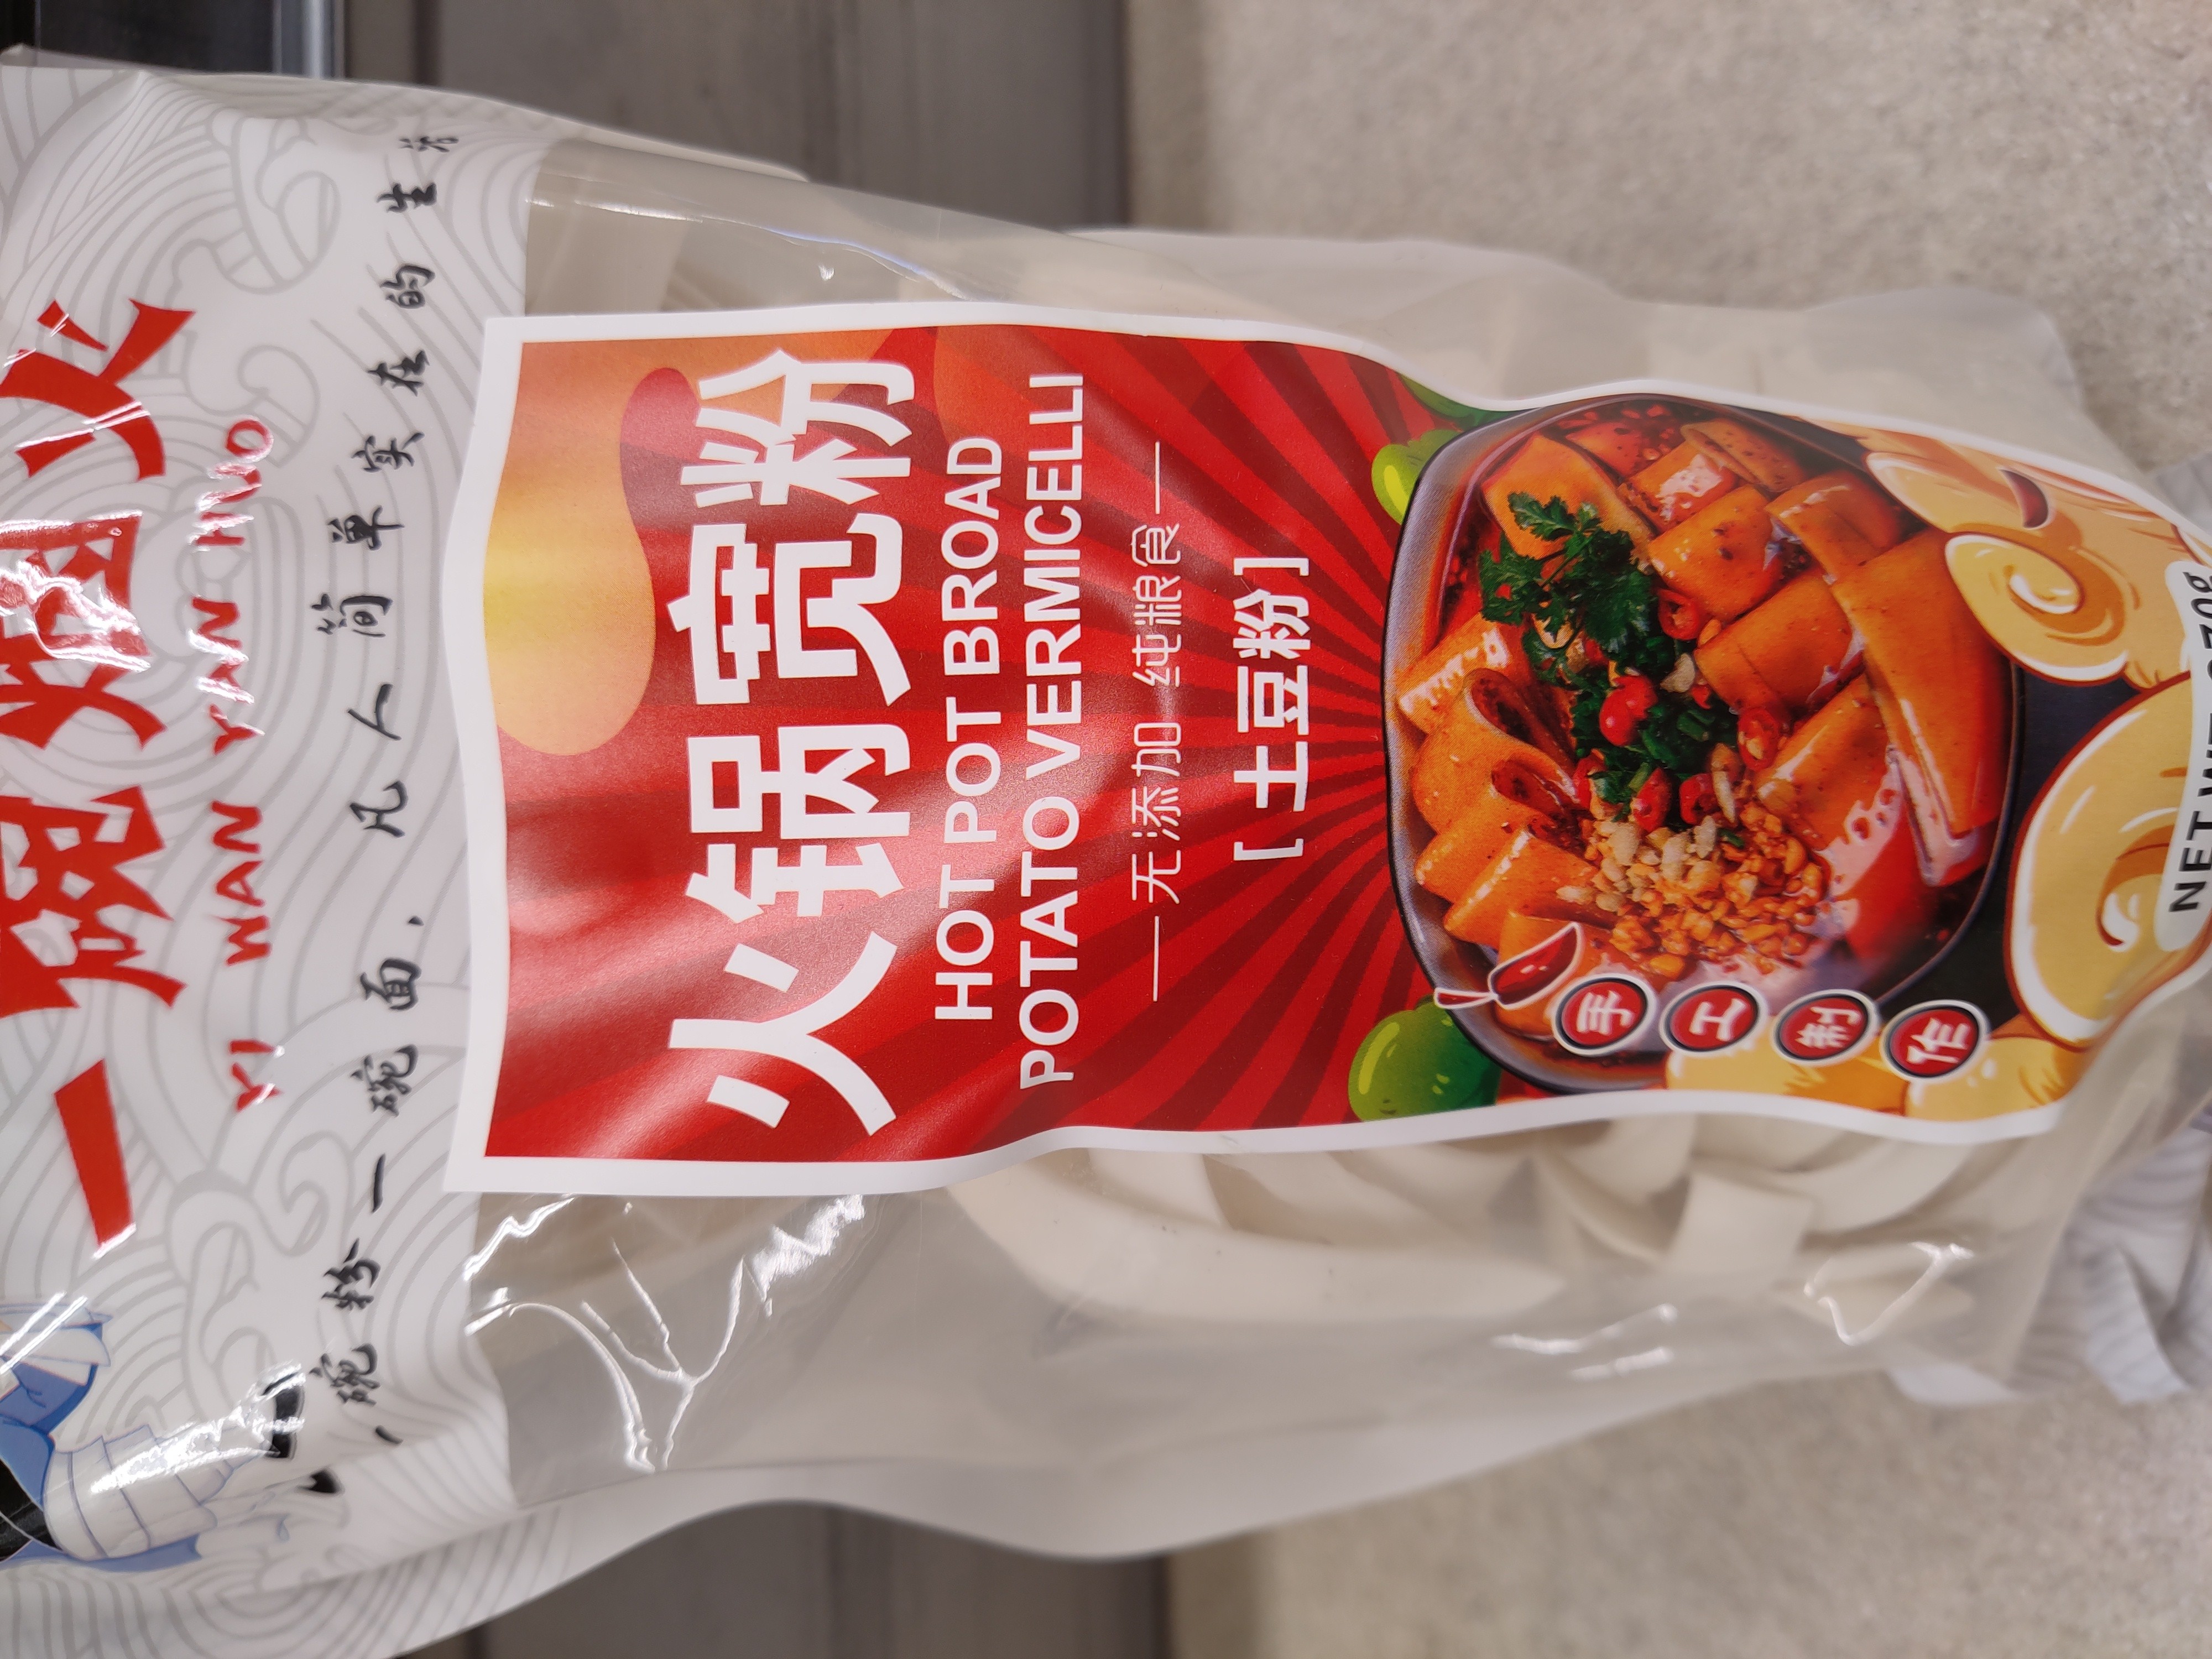 一碗烟火
YI WAN YAN HUO
一碗粉一碗面，凡人简单实在的生活
火锅宽粉
HOT POT BROAD
POTATO VERMICELLI
无添加 纯粮食
[土豆粉]
手工制作
NET WT